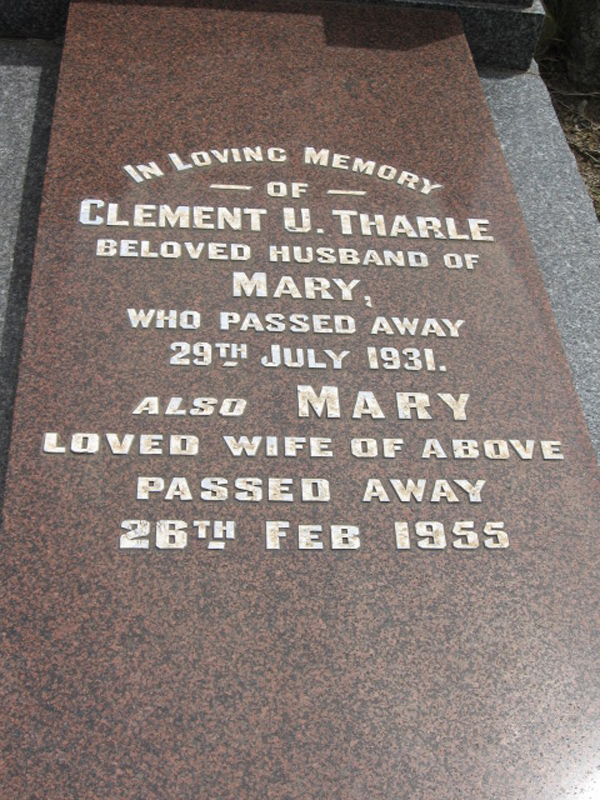 IN LOVING MEMORY
— OF —
CLEMENT U. THARLE
BELOVED HUSBAND OF
MARY,
WHO PASSED AWAY
29TH JULY 1931.
ALSO MARY
LOVED WIFE OF ABOVE
PASSED AWAY
26TH FEB 1955